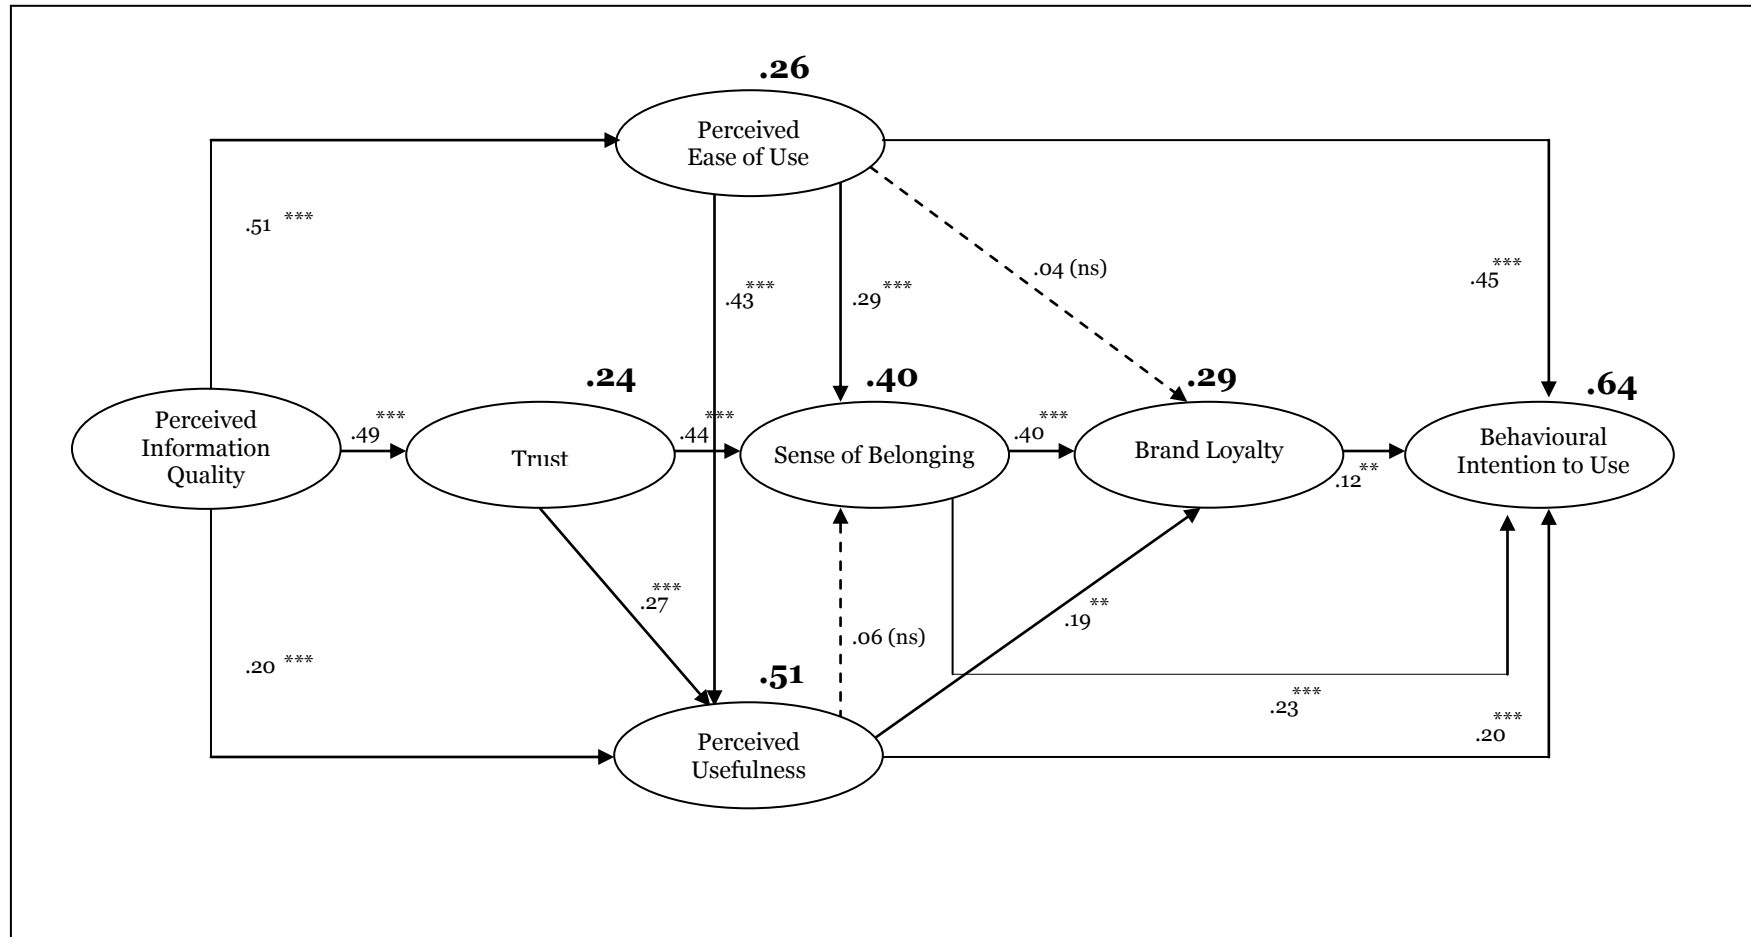 .26
Perceived
Ease of Use
.51 ***
.43***
.29***
.04 (ns)
.45***
.24
.40
.29
.64
Perceived
Information
Quality
.49***
Trust
.44***
Sense of Belonging
.40***
Brand Loyalty
.12**
Behavioural
Intention to Use
.27***
.06 (ns)
.19**
.20 ***
.51
.23***
.20***
Perceived
Usefulness